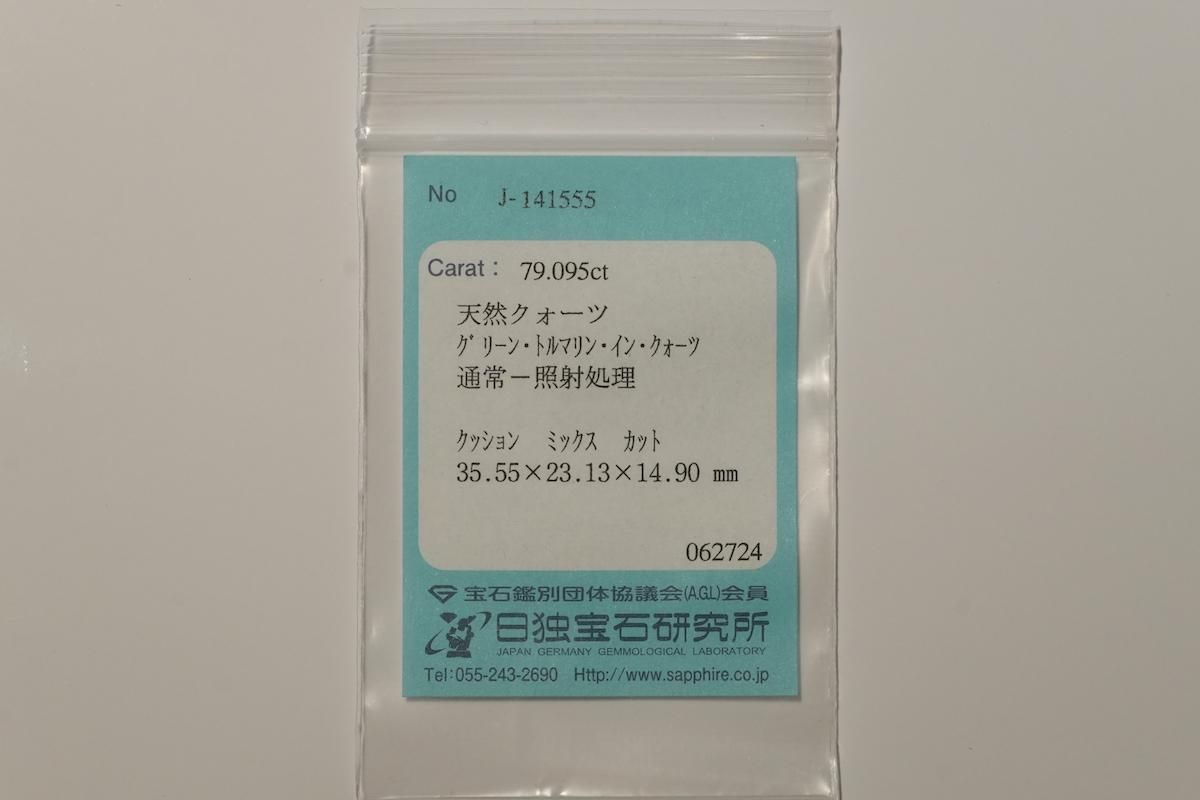 No J-141555
Carat： 79.095ct
天然クォーツ
ｸﾞﾘｰﾝ・ﾄﾙﾏﾘﾝ・ｲﾝ・ｸｫｰﾂ
通常－照射処理
ｸｯｼｮﾝ ﾐｯｸｽ ｶｯﾄ
35.55×23.13×14.90 mm
062724
宝石鑑別団体協議会(A.G.L)会員
日独宝石研究所
JAPAN GERMANY GEMMOLOGICAL LABORATORY
Tel:055-243-2690 Http://www.sapphire.co.jp